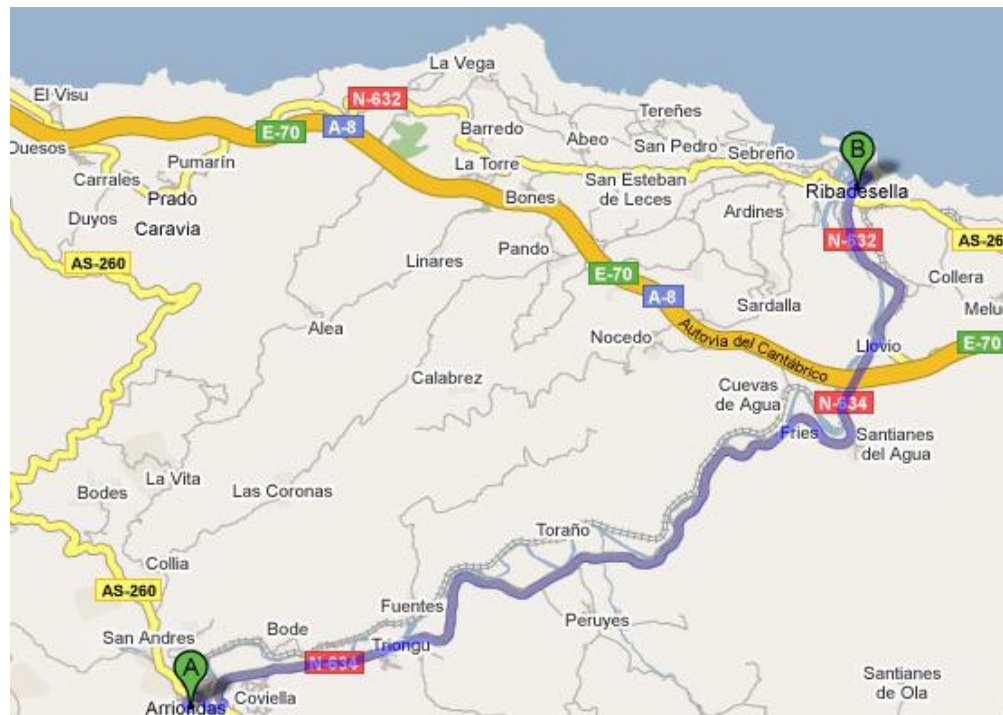 La Vega
El Visu
N-632
Tereñes
E-70
A-8
Barredo
Abeo
San Pedro
Sebreño
B
Duesos
Pumarín
La Torre
Carrales
Prado
San Esteban
de Leces
Ribadesella
Bones
Duyos
Caravia
Ardines
N-632
AS-26
Pando
AS-260
Linares
E-70
Collera
A-8
Sardalla
Melu
Alea
Nocedo
Autovía del Cantábrico
Llovio
E-70
Calabrez
Cuevas
de Agua
N-634
Fries
Santianes
del Agua
La Vita
Bodes
Las Coronas
Toraño
Collia
AS-260
Fuentes
Peruyes
San Andres
Bode
Triongu
A
N-634
Coviella
Santianes
de Ola
Arriondas